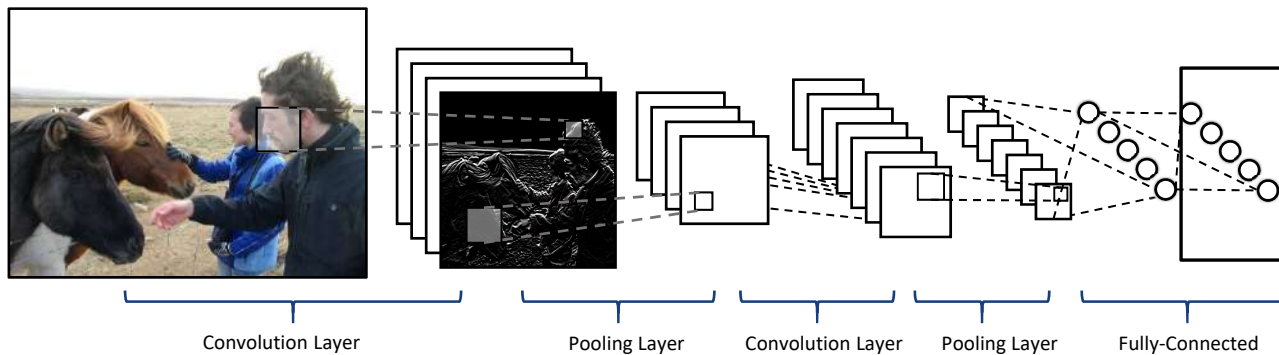 Convolution Layer
Pooling Layer
Convolution Layer
Pooling Layer
Fully-Connected